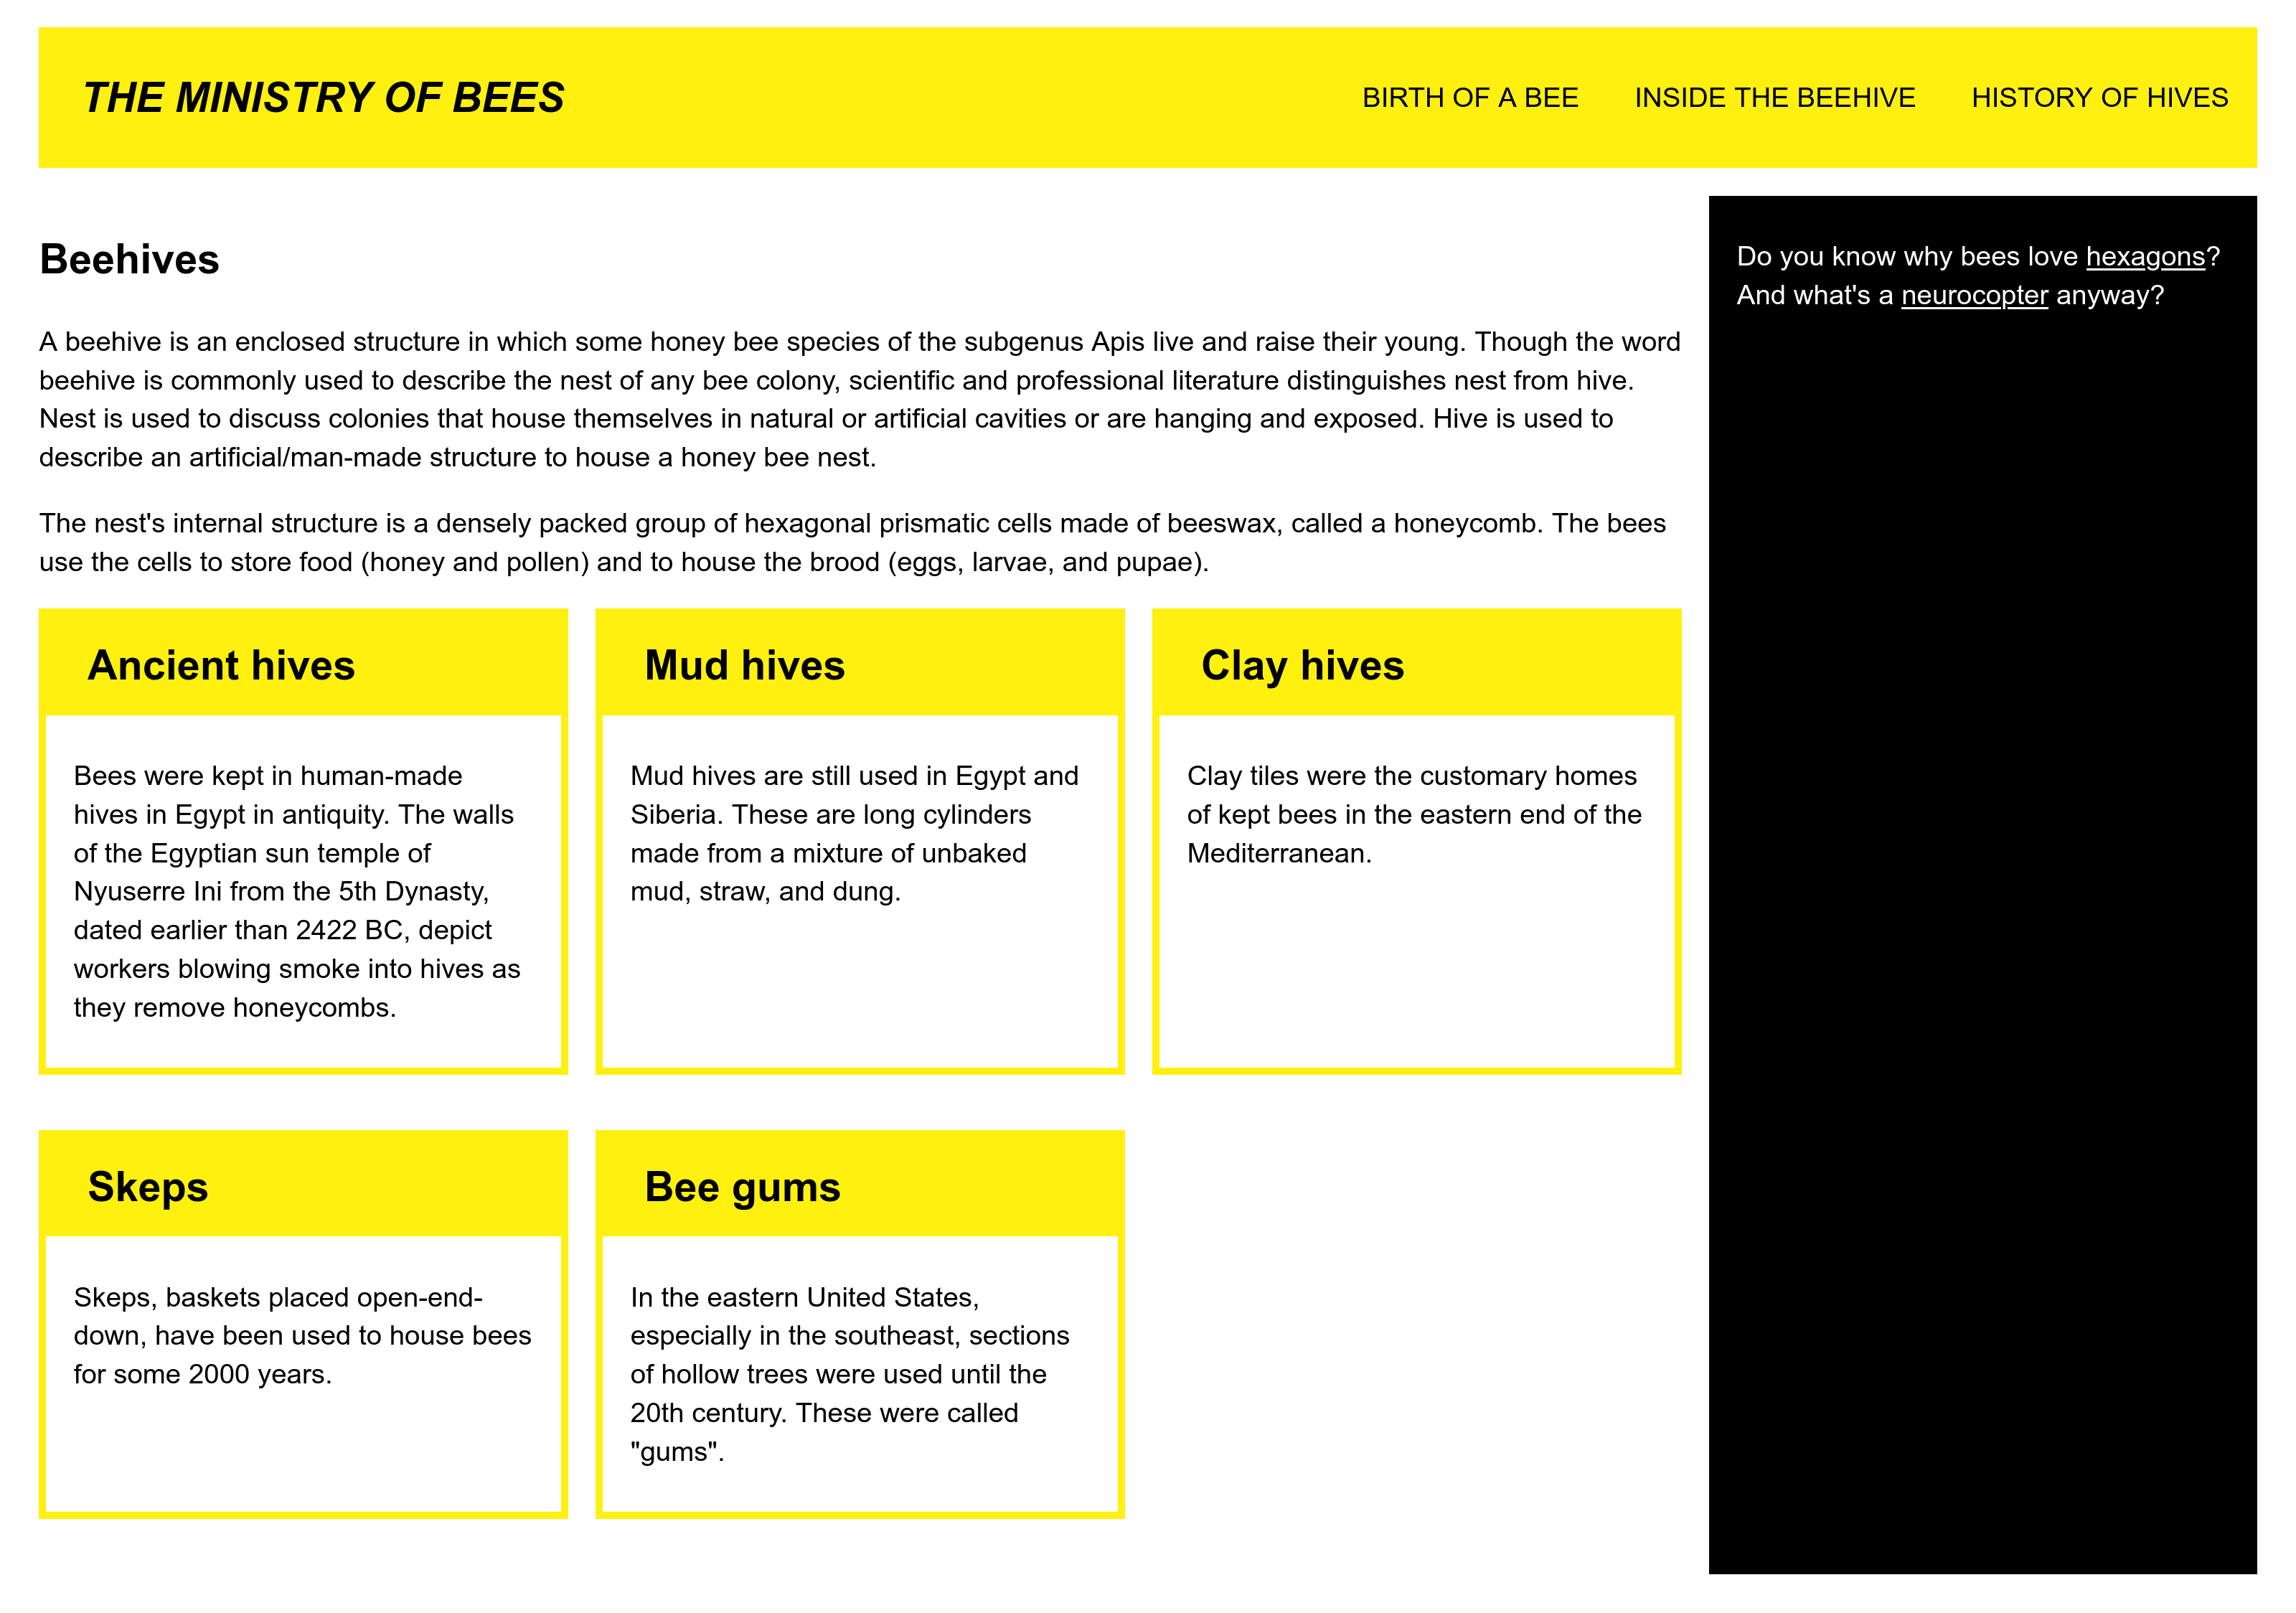 THE MINISTRY OF BEES
BIRTH OF A BEE
INSIDE THE BEEHIVE
HISTORY OF HIVES
Beehives
A beehive is an enclosed structure in which some honey bee species of the subgenus Apis live and raise their young. Though the word
beehive is commonly used to describe the nest of any bee colony, scientific and professional literature distinguishes nest from hive.
Nest is used to discuss colonies that house themselves in natural or artificial cavities or are hanging and exposed. Hive is used to
describe an artificial/man-made structure to house a honey bee nest.
The nest's internal structure is a densely packed group of hexagonal prismatic cells made of beeswax, called a honeycomb. The bees
use the cells to store food (honey and pollen) and to house the brood (eggs, larvae, and pupae).
Ancient hives
Bees were kept in human-made
hives in Egypt in antiquity. The walls
of the Egyptian sun temple of
Nyuserre Ini from the 5th Dynasty,
dated earlier than 2422 BC, depict
workers blowing smoke into hives as
they remove honeycombs.
Mud hives
Mud hives are still used in Egypt and
Siberia. These are long cylinders
made from a mixture of unbaked
mud, straw, and dung.
Clay hives
Clay tiles were the customary homes
of kept bees in the eastern end of the
Mediterranean.
Skeps
Skeps, baskets placed open-end-
down, have been used to house bees
for some 2000 years.
Bee gums
In the eastern United States,
especially in the southeast, sections
of hollow trees were used until the
20th century. These were called
"gums".
Do you know why bees love hexagons?
And what's a neurocopter anyway?